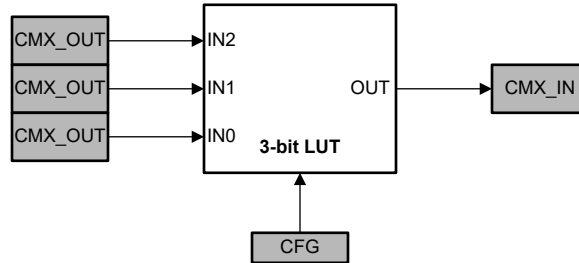 CMX_OUT
IN2
CMX_OUT
IN1
OUT
CMX_IN
CMX_OUT
IN0
3-bit LUT
CFG